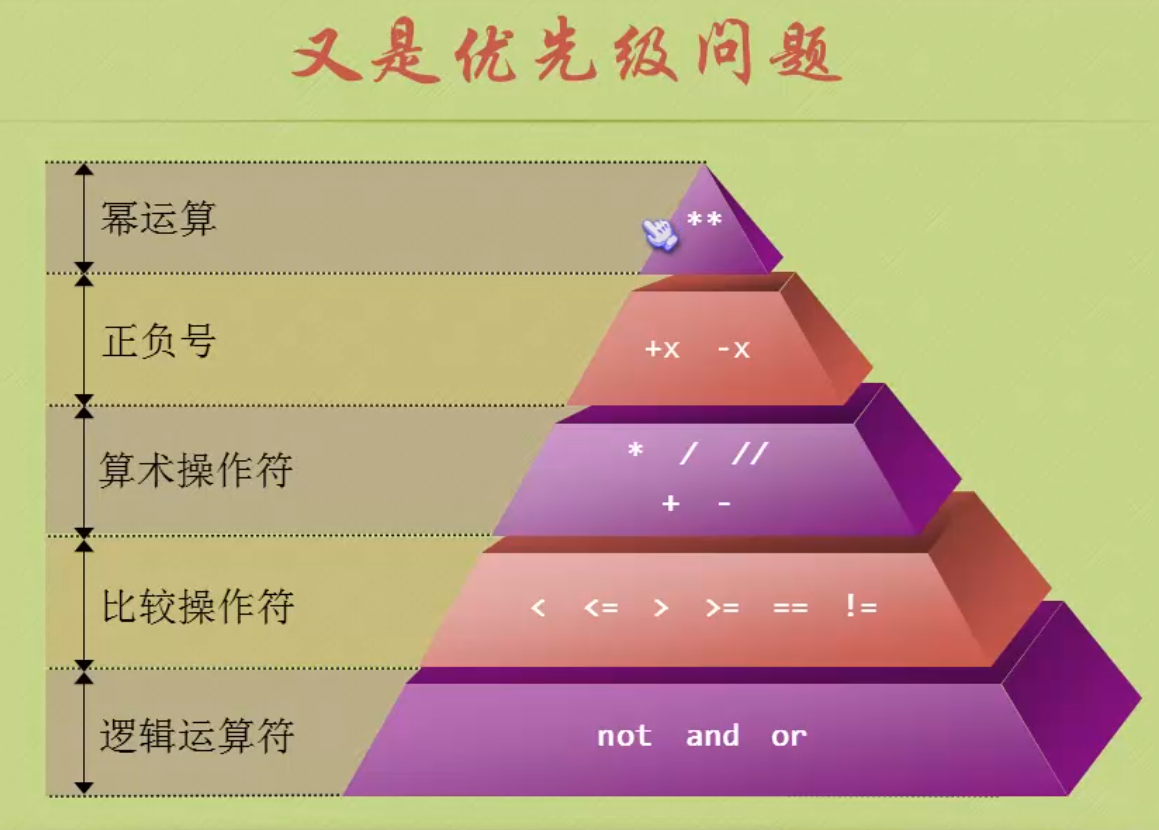 又是优先级问题
幂运算
**
正负号
+x -x
算术操作符
* / //
+ -
比较操作符
< <= > >= == !=
逻辑运算符
not and or